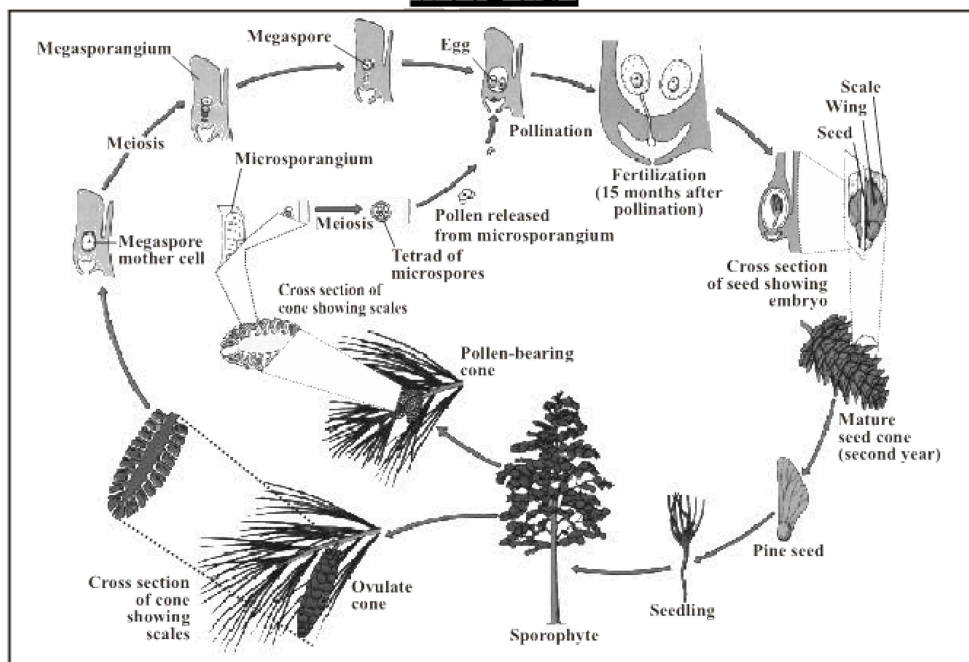 Megasporangium
Megaspore
Egg
Scale
Wing
Seed
Meiosis
Pollination
Microsporangium
Fertilization
(15 months after
pollination)
Meiosis
Pollen released
from microsporangium
Megaspore
mother cell
Tetrad of
microspores
Cross section
of seed showing
embryo
Cross section of
cone showing scales
Pollen-bearing
cone
Mature
seed cone
(second year)
Pine seed
Cross section
of cone
showing
scales
Ovulate
cone
Seedling
Sporophyte